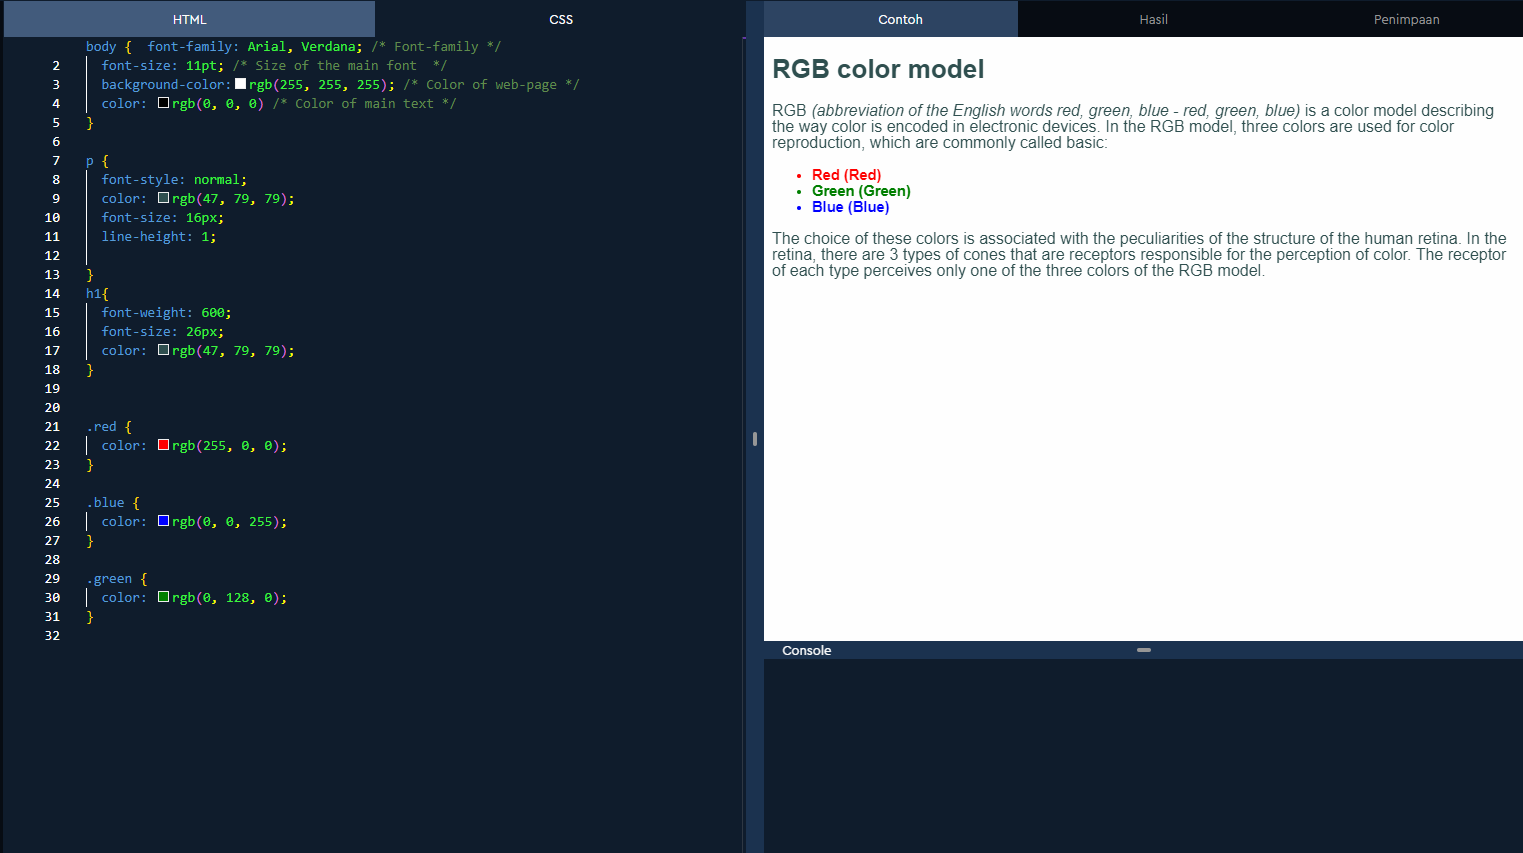 HTML
CSS
body {  font-family: Arial, Verdana; /* Font-family */
2 font-size: 11pt; /* Size of the main font  */
3 background-color: rgb(255, 255, 255); /* Color of web-page */
4 color: rgb(0, 0, 0) /* Color of main text */
5 }
6
7 p {
8 font-style: normal;
9 color: rgb(47, 79, 79);
10 font-size: 16px;
11 line-height: 1;
12
13 }
14 h1{
15 font-weight: 600;
16 font-size: 26px;
17 color: rgb(47, 79, 79);
18 }
19
20
21 .red {
22 color: rgb(255, 0, 0);
23 }
24
25 .blue {
26 color: rgb(0, 0, 255);
27 }
28
29 .green {
30 color: rgb(0, 128, 0);
31 }
32
Contoh
Hasil
Penimpaan
RGB color model
RGB (abbreviation of the English words red, green, blue - red, green, blue) is a color model describing
the way color is encoded in electronic devices. In the RGB model, three colors are used for color
reproduction, which are commonly called basic:
• Red (Red)
• Green (Green)
• Blue (Blue)
The choice of these colors is associated with the peculiarities of the structure of the human retina. In the
retina, there are 3 types of cones that are receptors responsible for the perception of color. The receptor
of each type perceives only one of the three colors of the RGB model.
Console